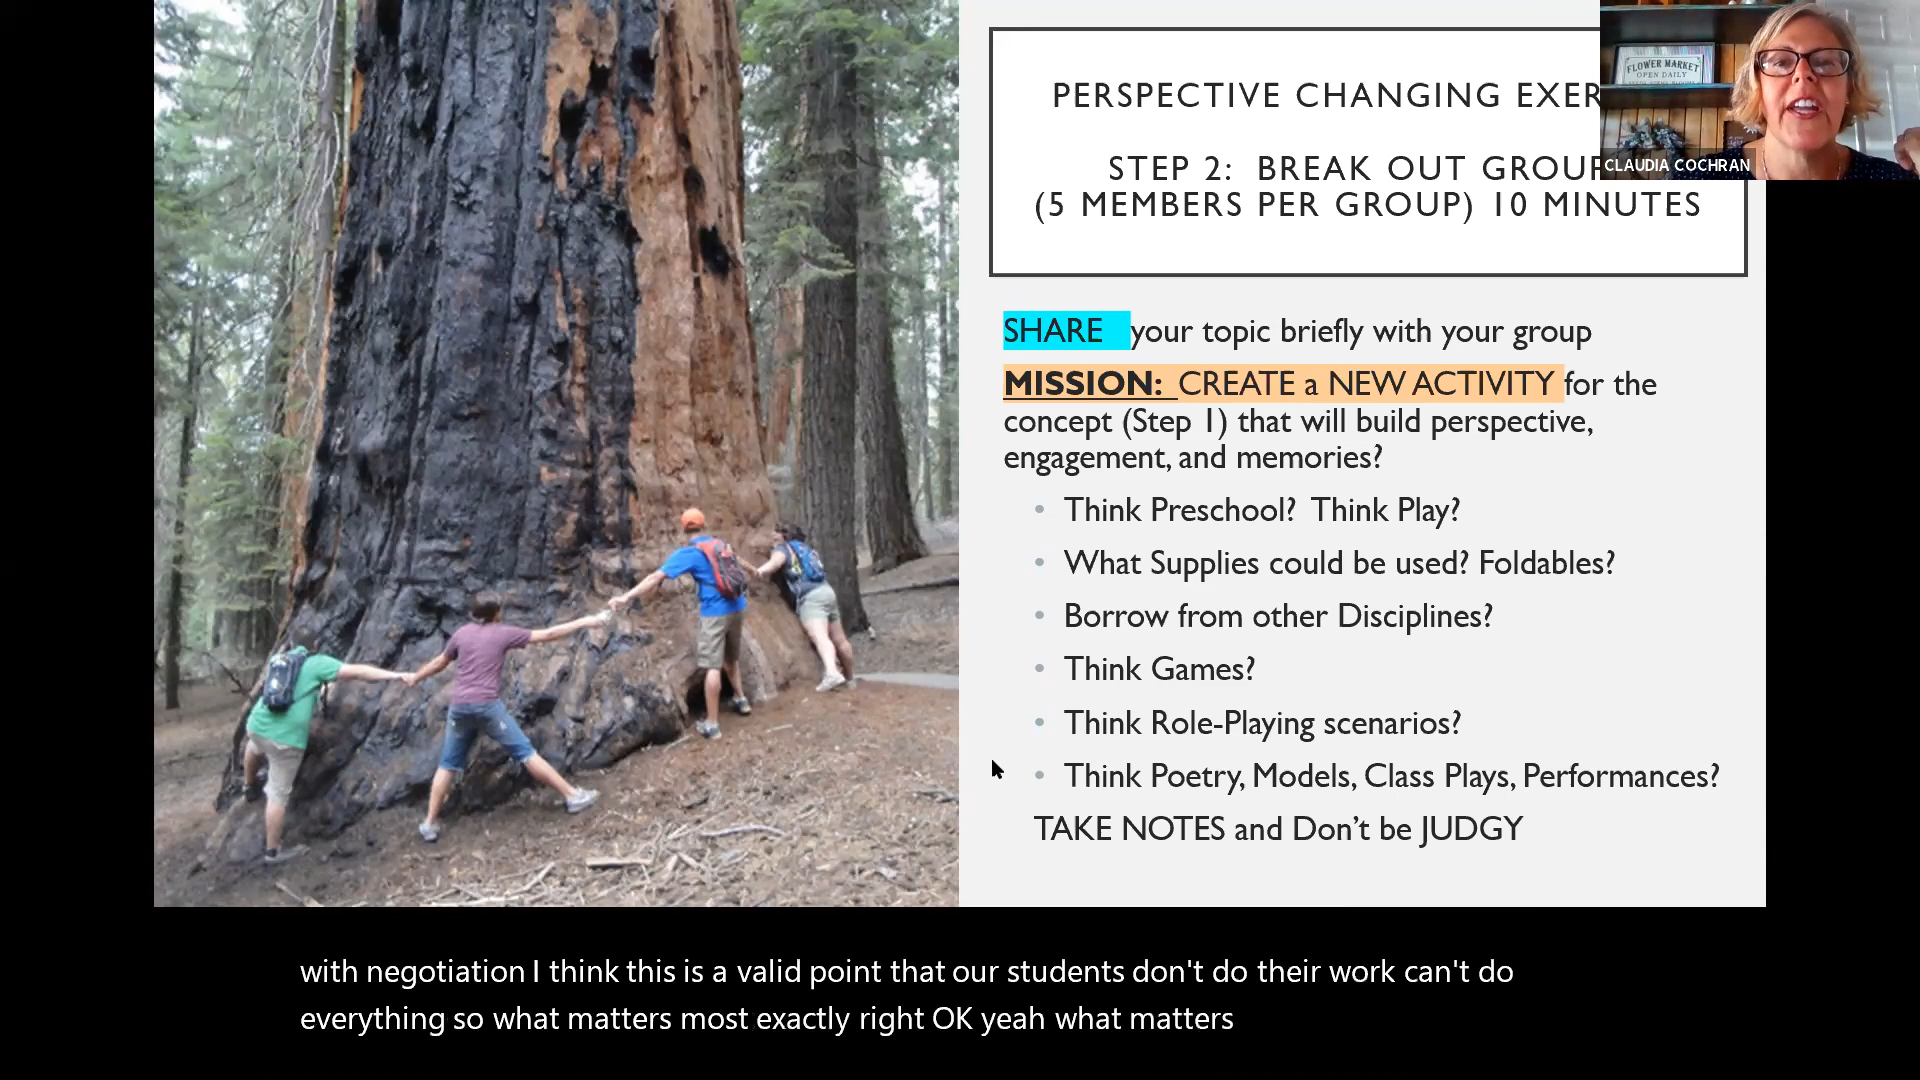 PERSPECTIVE CHANGING EXER
STEP 2: BREAK OUT GROUP
(5 MEMBERS PER GROUP) 10 MINUTES
FLOWER MARKET
OPEN DAILY
CLAUDIA COCHRAN
SHARE your topic briefly with your group
MISSION: CREATE a NEW ACTIVITY for the
concept (Step 1) that will build perspective,
engagement, and memories?
• Think Preschool? Think Play?
• What Supplies could be used? Foldables?
• Borrow from other Disciplines?
• Think Games?
• Think Role-Playing scenarios?
• Think Poetry, Models, Class Plays, Performances?
TAKE NOTES and Don't be JUDGY
with negotiation I think this is a valid point that our students don't do their work can't do
everything so what matters most exactly right OK yeah what matters